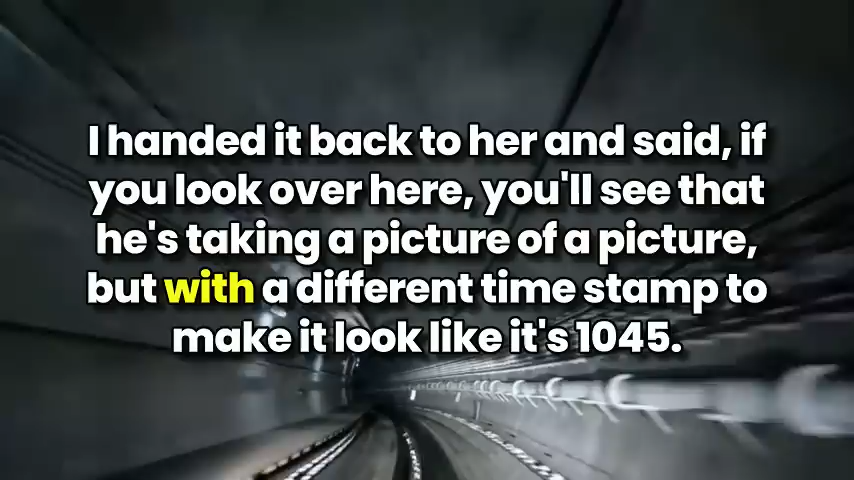 I handed it back to her and said, if
you look over here, you'll see that
he's taking a picture of a picture,
but with a different time stamp to
make it look like it's 1045.